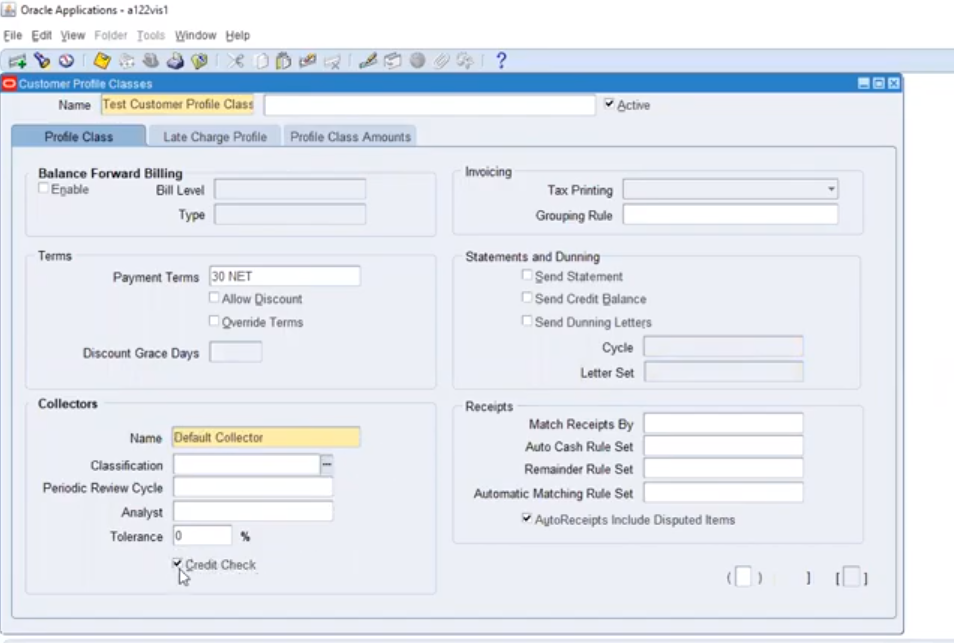 Oracle Applications - a122vis1
File Edit View Folder Tools Window Help
Customer Profile Classes
Name Test Customer Profile Class Active
Profile Class Late Charge Profile Profile Class Amounts
Balance Forward Billing
Enable Bill Level
Type
Invoicing
Tax Printing
Grouping Rule
Terms
Payment Terms 30 NET
Allow Discount
Override Terms
Discount Grace Days
Statements and Dunning
Send Statement
Send Credit Balance
Send Dunning Letters
Cycle
Letter Set
Collectors
Name Default Collector
Classification
Periodic Review Cycle
Analyst
Tolerance 0 %
Credit Check
Receipts
Match Receipts By
Auto Cash Rule Set
Remainder Rule Set
Automatic Matching Rule Set
AutoReceipts Include Disputed Items
( ) ] [ ]